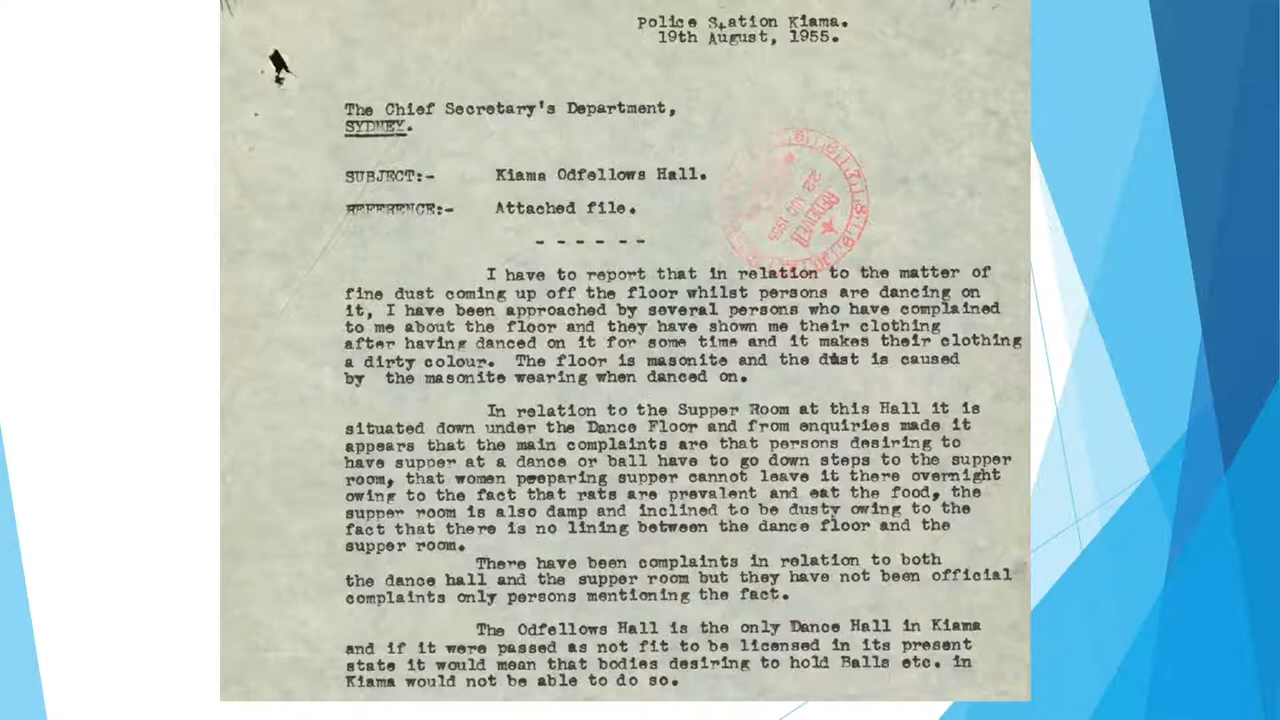 Police Station Kiama.
19th August, 1955.
The Chief Secretary's Department,
SYDNEY.
SUBJECT:- Kiama Odfellows Hall.
REFERENCE:- Attached file.
- - - - - -
RECEIVED
22 AUG 1955
I have to report that in relation to the matter of
fine dust coming up off the floor whilst persons are dancing on
it, I have been approached by several persons who have complained
to me about the floor and they have shown me their clothing
after having danced on it for some time and it makes their clothing
a dirty colour. The floor is masonite and the dust is caused
by the masonite wearing when danced on.
In relation to the Supper Room at this Hall it is
situated down under the Dance Floor and from enquiries made it
appears that the main complaints are that persons desiring to
have supper at a dance or ball have to go down steps to the supper
room, that women preparing supper cannot leave it there overnight
owing to the fact that rats are prevalent and eat the food, the
supper room is also damp and inclined to be dusty owing to the
fact that there is no lining between the dance floor and the
supper room.
There have been complaints in relation to both
the dance hall and the supper room but they have not been official
complaints only persons mentioning the fact.
The Odfellows Hall is the only Dance Hall in Kiama
and if it were passed as not fit to be licensed in its present
state it would mean that bodies desiring to hold Balls etc. in
Kiama would not be able to do so.